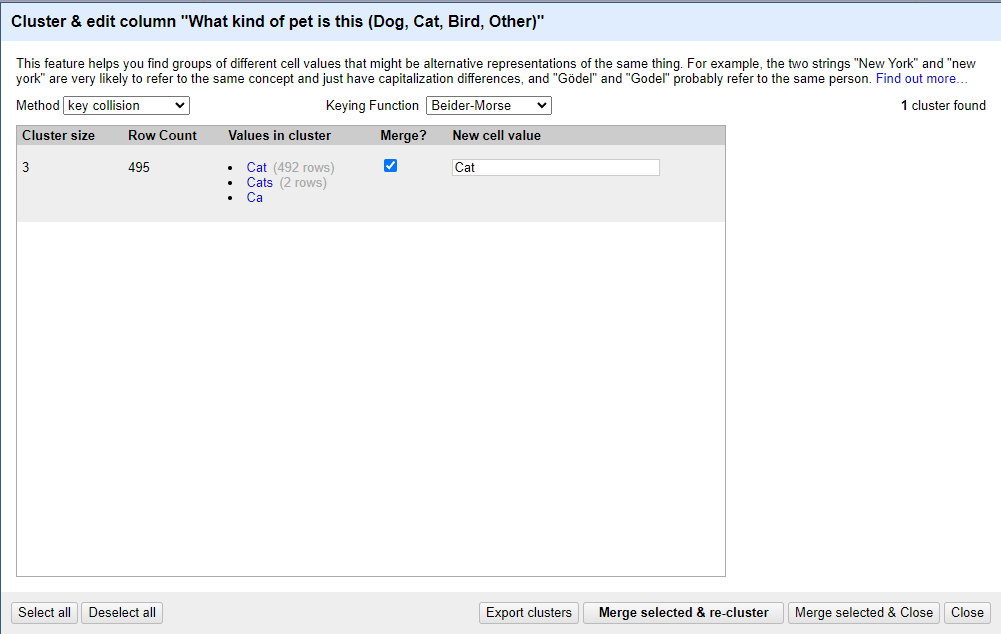 Cluster & edit column "What kind of pet is this (Dog, Cat, Bird, Other)"
This feature helps you find groups of different cell values that might be alternative representations of the same thing. For example, the two strings "New York" and "new
york" are very likely to refer to the same concept and just have capitalization differences, and "Gödel" and "Godel" probably refer to the same person. Find out more...
Method key collision Keying Function Beider-Morse 1 cluster found
Cluster size Row Count Values in cluster Merge? New cell value
3 495 • Cat (492 rows) Cat
• Cats (2 rows)
• Ca
Select all Deselect all Export clusters Merge selected & re-cluster Merge selected & Close Close